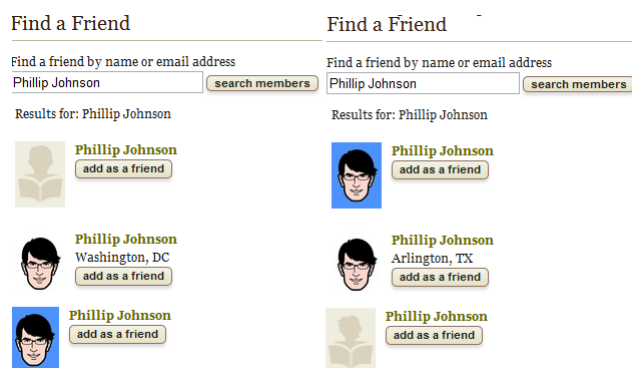 Find a Friend
Find a friend by name or email address
Phillip Johnson
search members
Results for: Phillip Johnson
Phillip Johnson
add as a friend
Phillip Johnson
Washington, DC
add as a friend
Phillip Johnson
add as a friend
Find a Friend
Find a friend by name or email address
Phillip Johnson
search members
Results for: Phillip Johnson
Phillip Johnson
add as a friend
Phillip Johnson
Arlington, TX
add as a friend
Phillip Johnson
add as a friend